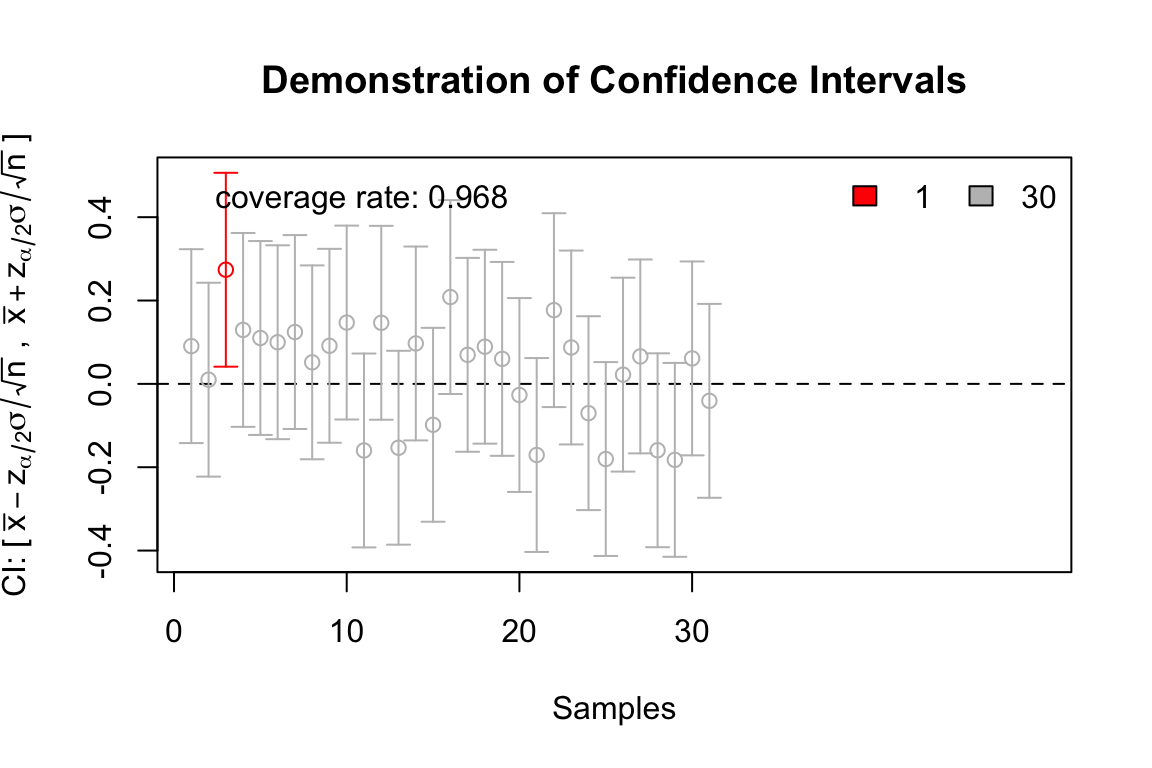 Demonstration of Confidence Intervals
CI: [ x̅ − zα/2σ/√n , x̅ + zα/2σ/√n ]
coverage rate: 0.968
1 30
0.4
0.2
0.0
-0.2
-0.4
0 10 20 30
Samples